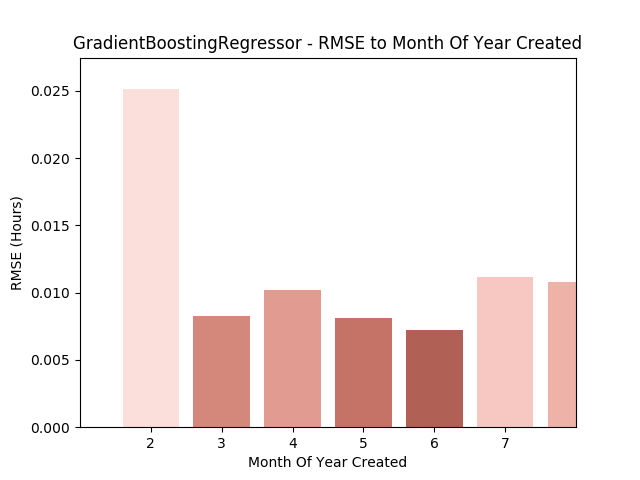 GradientBoostingRegressor - RMSE to Month Of Year Created
0.025
0.020
0.015
0.010
0.005
0.000
RMSE (Hours)
2 3 4 5 6 7
Month Of Year Created